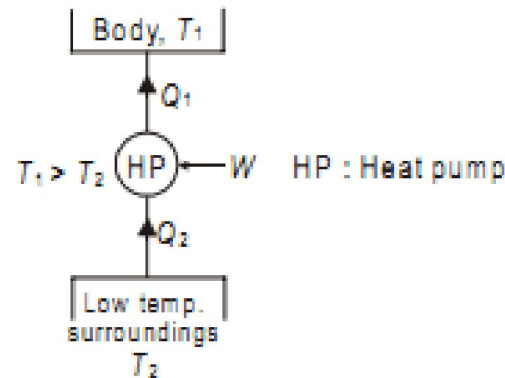 Body, T₁
Q₁
T₁ > T₂ HP W HP : Heat pump
Q₂
Low temp.
surroundings
T₂